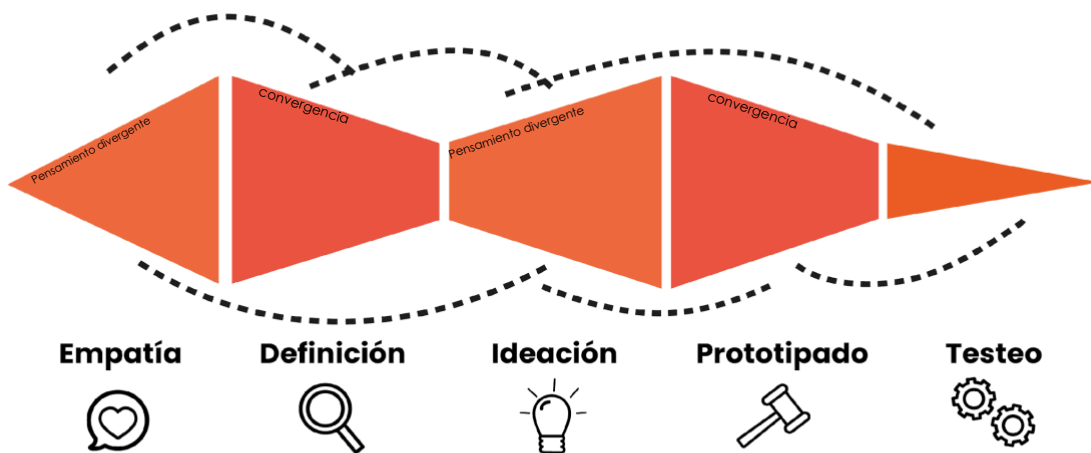 Pensamiento divergente
convergencia
Pensamiento divergente
convergencia
Empatía
Definición
Ideación
Prototipado
Testeo